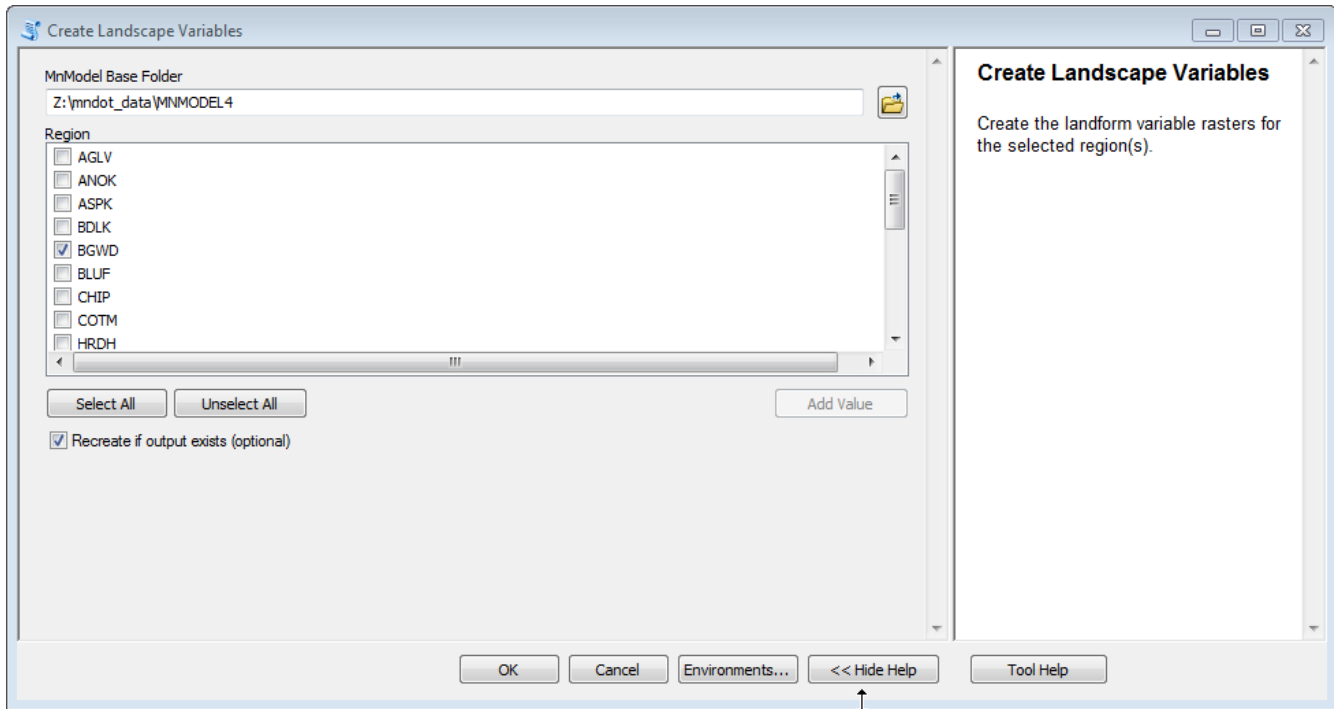 Create Landscape Variables
MnModel Base Folder
Z:\mndot_data\MNMODEL4
Region
AGLV
ANOK
ASPK
BDLK
BGWD
BLUF
CHIP
COTM
HRDH
Select All
Unselect All
Add Value
Recreate if output exists (optional)
Create Landscape Variables
Create the landform variable rasters for
the selected region(s).
OK
Cancel
Environments...
<< Hide Help
Tool Help